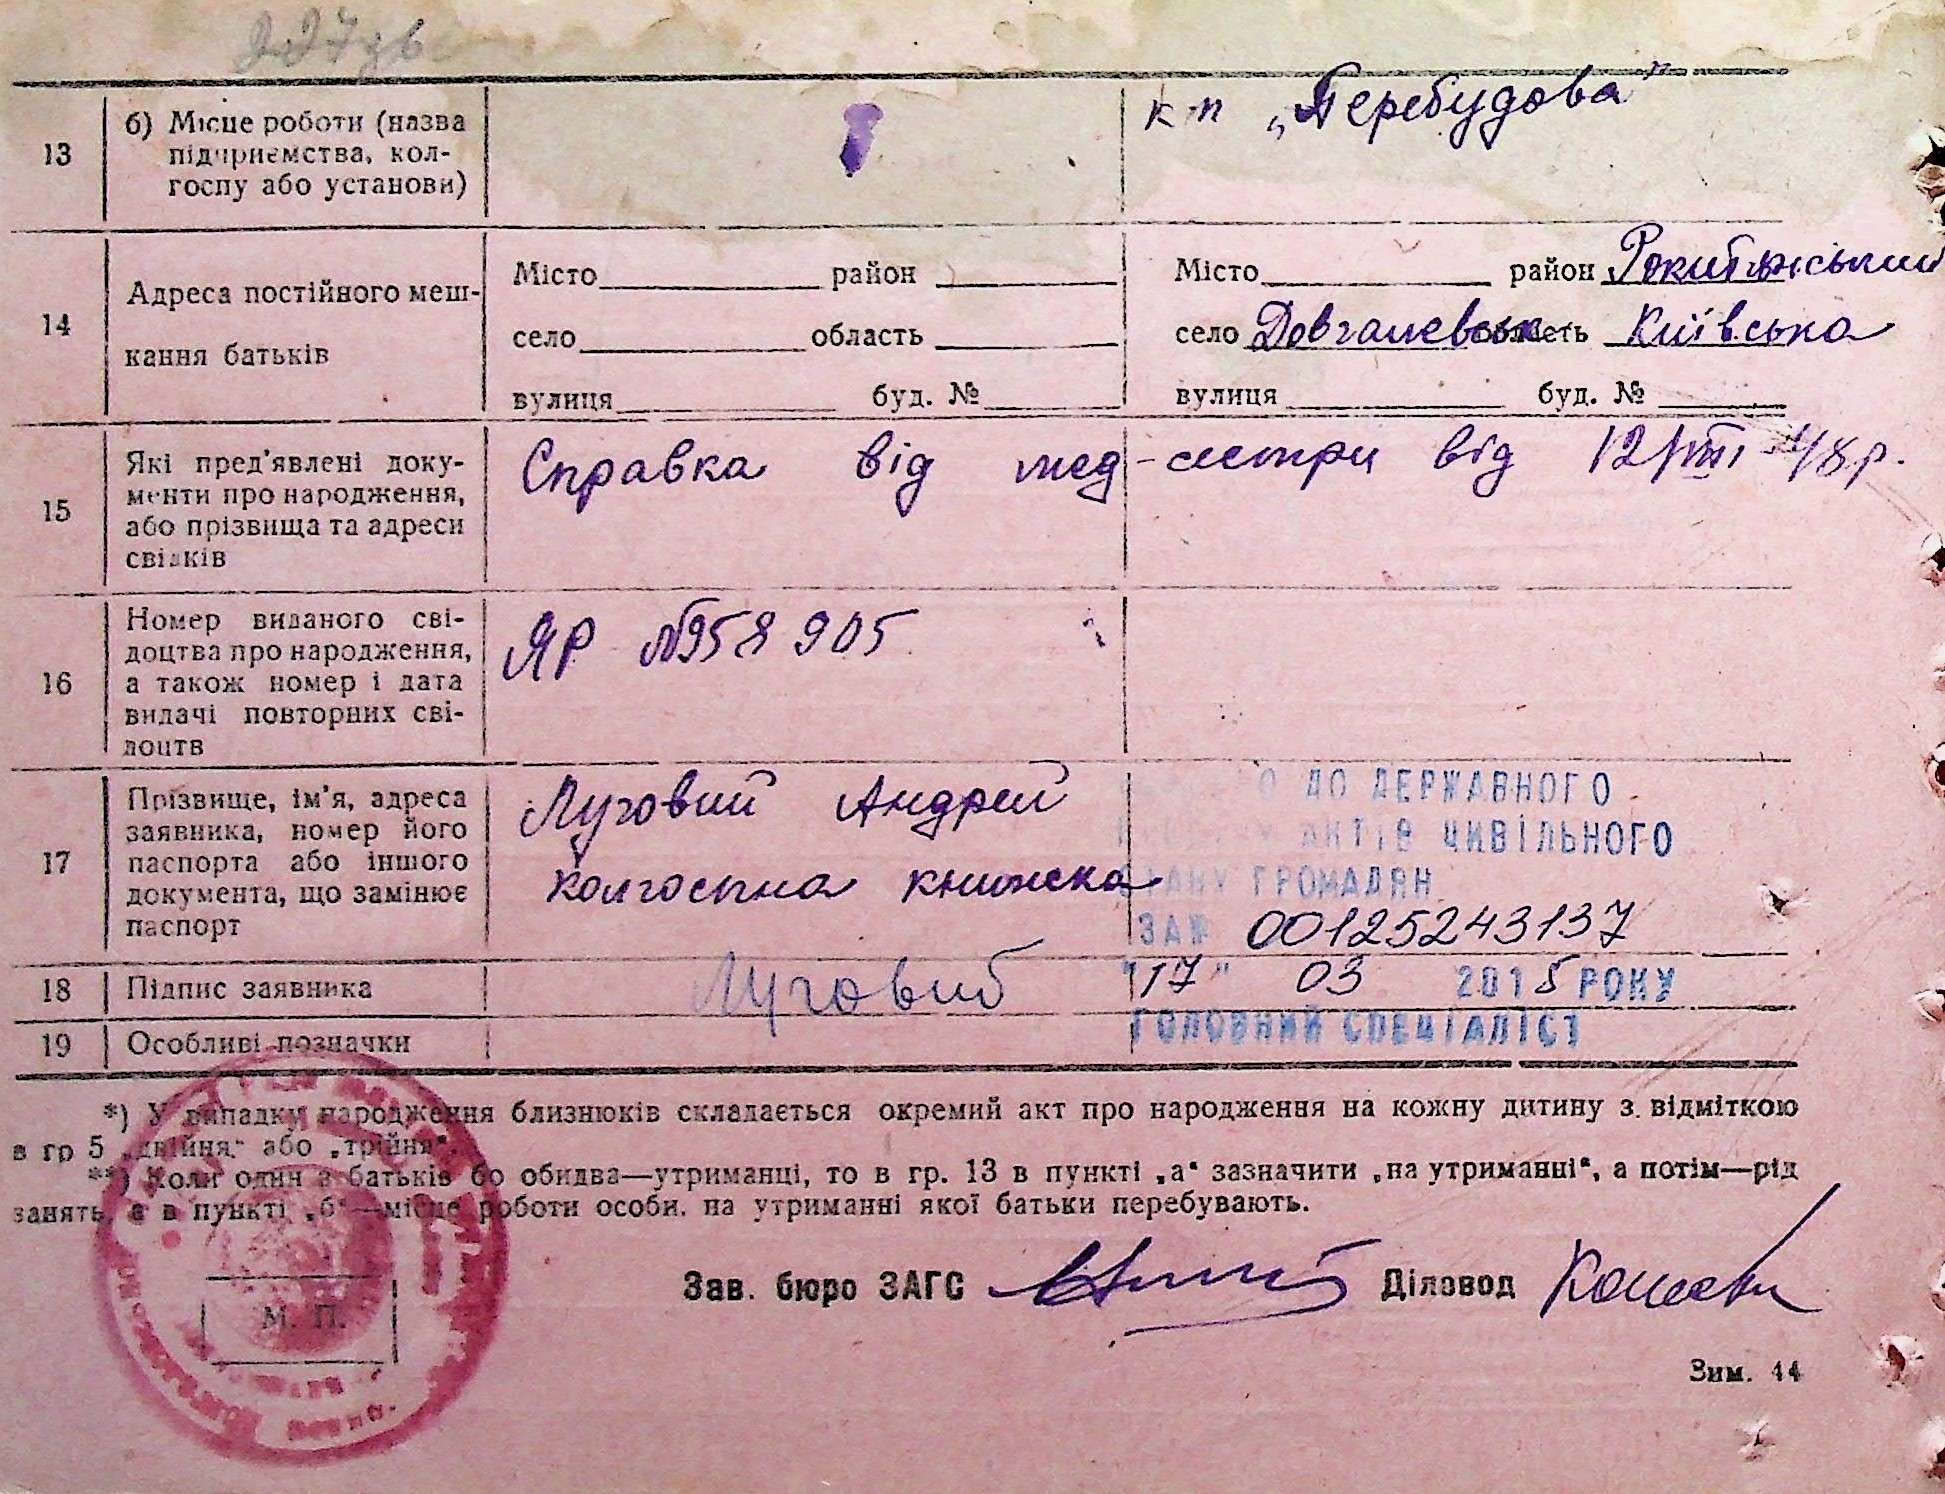 13
б) Місце роботи (назва
підприємства, кол-
госпу або установи)
к п „Перебудова"
14
Адреса постійного меш-
кання батьків
Місто район
село область
вулиця буд. №
Місто район
село область Київська
вулиця буд. №
15
Які пред'явлені доку-
менти про народження,
або прізвища та адреси
свідків
Справка від мед-сестри від 12/VIII 48 р.
16
Номер виданого сві-
доцтва про народження,
а також номер і дата
видачі повторних сві-
доцтв
ЯР №958905
17
Прізвище, ім'я, адреса
заявника, номер його
паспорта або іншого
документа, що замінює
паспорт
Луговий Андрей
колгоспна книжка
ДО ДЕРЖАВНОГО
АКТІВ ЦИВІЛЬНОГО
СТАНУ ГРОМАДЯН
ЗА № 00125243137
"17" 03 2015 РОКУ
ГОЛОВНИЙ СПЕЦІАЛІСТ
18
Підпис заявника
Луговий
19
Особливі позначки
*) У випадку народження близнюків складається окремий акт про народження на кожну дитину з відміткою
в гр 5 „двійня" або „трійня".
**) Коли один з батьків бо обидва—утриманці, то в гр. 13 в пункті „а" зазначити „на утриманні", а потім—рід
занять, а в пункті „б"—місце роботи особи, на утриманні якої батьки перебувають.
Зав. бюро ЗАГС
Діловод
М. П.
Зим. 44